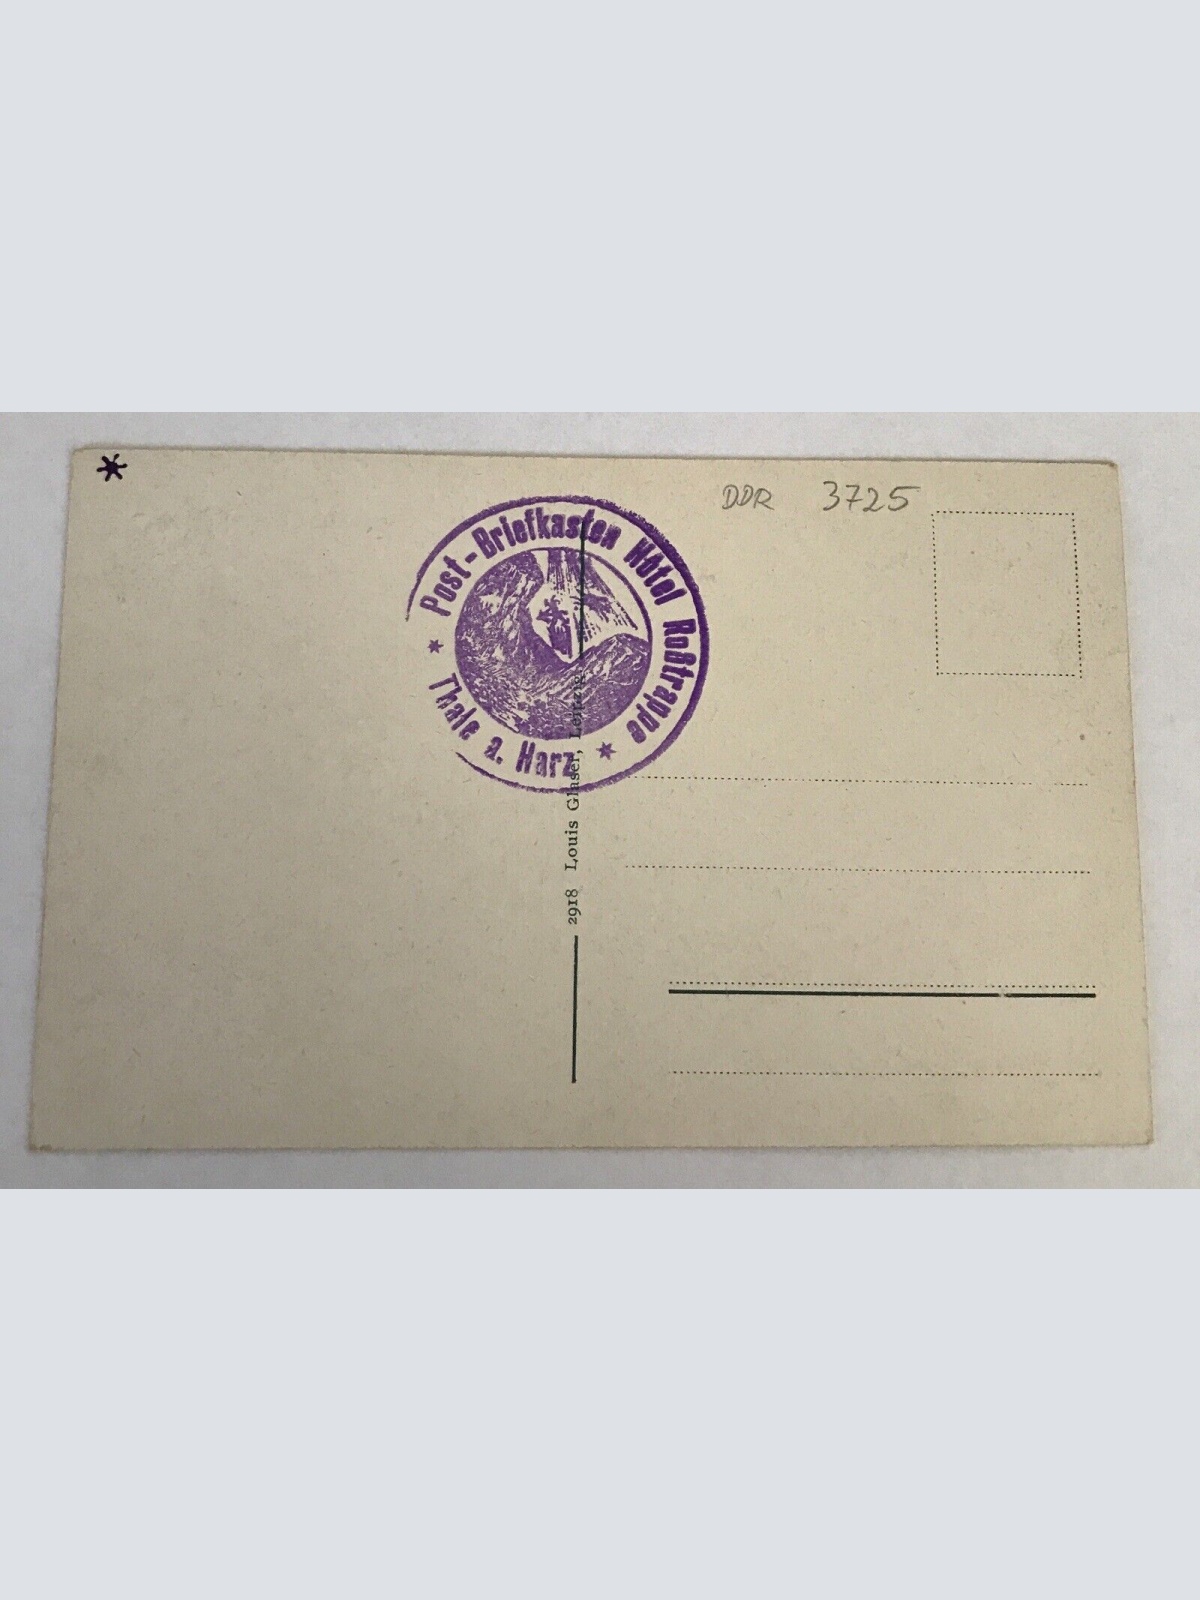 DDR 3725
Post-Briefkasten Hôtel Roßtrappe
* Thale a. Harz *
2918 Louis Glaser, Leipzig.